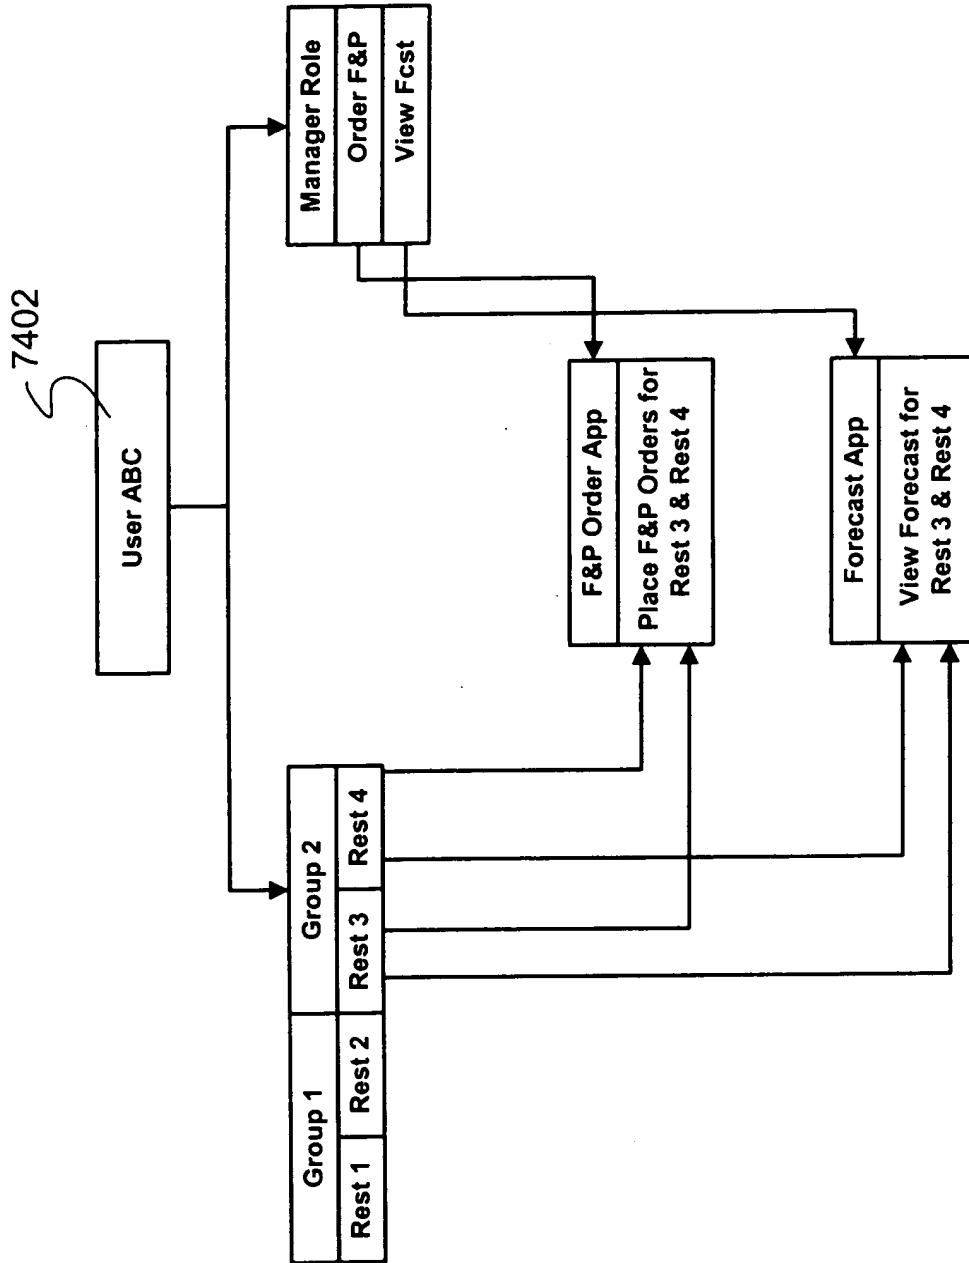 7402
User ABC
Group 1
Group 2
Rest 1
Rest 2
Rest 3
Rest 4
Manager Role
Order F&P
View Fcst
F&P Order App
Place F&P Orders for
Rest 3 & Rest 4
Forecast App
View Forecast for
Rest 3 & Rest 4